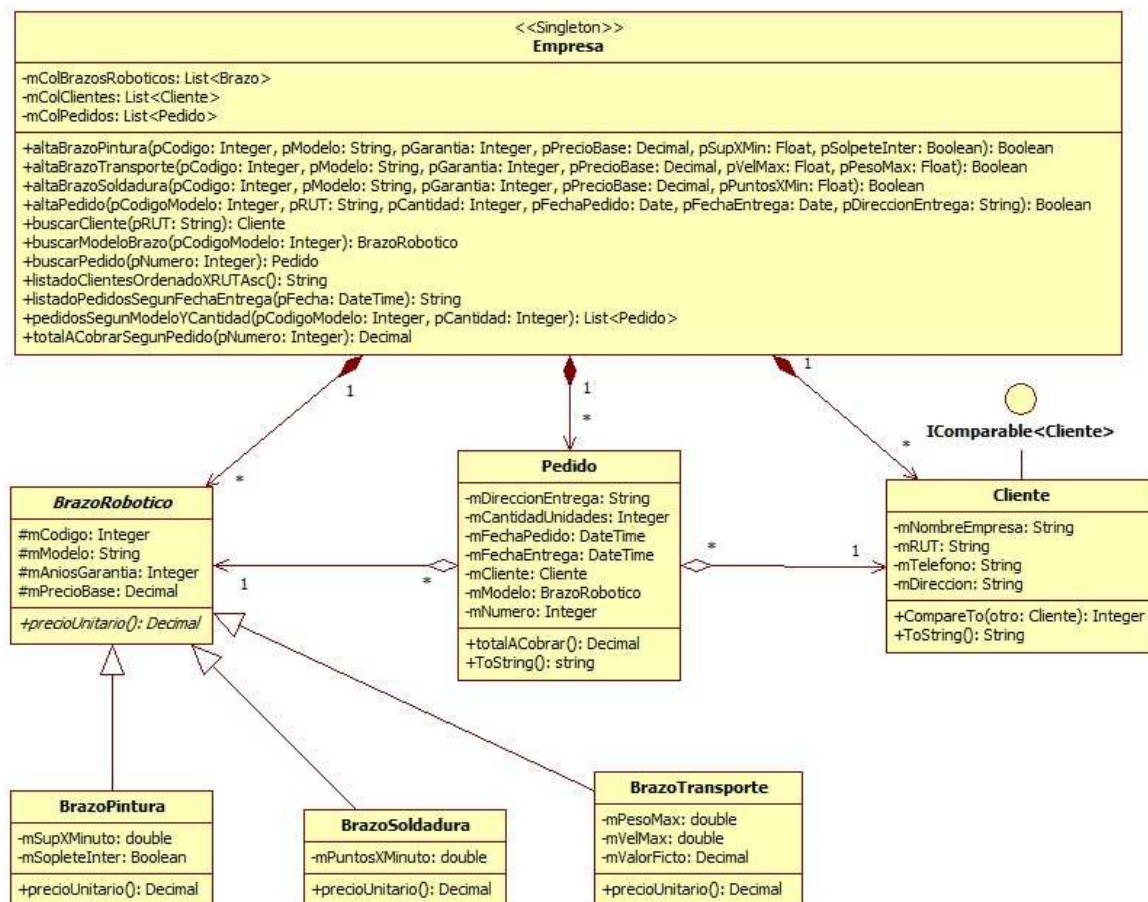 <<Singleton>>
Empresa
-mColBrazosRoboticos: List<Brazo>
-mColClientes: List<Cliente>
-mColPedidos: List<Pedido>
+altaBrazoPintura(pCodigo: Integer, pModelo: String, pGarantia: Integer, pPrecioBase: Decimal, pSupXMin: Float, pSolpeteInter: Boolean): Boolean
+altaBrazoTransporte(pCodigo: Integer, pModelo: String, pGarantia: Integer, pPrecioBase: Decimal, pVelMax: Float, pPesoMax: Float): Boolean
+altaBrazoSoldadura(pCodigo: Integer, pModelo: String, pGarantia: Integer, pPrecioBase: Decimal, pPuntosXMin: Float): Boolean
+altaPedido(pCodigoModelo: Integer, pRUT: String, pCantidad: Integer, pFechaPedido: Date, pFechaEntrega: Date, pDireccionEntrega: String): Boolean
+buscarCliente(pRUT: String): Cliente
+buscarModeloBrazo(pCodigoModelo: Integer): BrazoRobotico
+buscarPedido(pNumero: Integer): Pedido
+listadoClientesOrdenadoXRUTAsc(): String
+listadoPedidosSegunFechaEntrega(pFecha: DateTime): String
+pedidosSegunModeloYCantidad(pCodigoModelo: Integer, pCantidad: Integer): List<Pedido>
+totalACobrarSegunPedido(pNumero: Integer): Decimal
1
1
1
*
*
*
IComparable<Cliente>
BrazoRobotico
#mCodigo: Integer
#mModelo: String
#mAniosGarantia: Integer
#mPrecioBase: Decimal
+precioUnitario(): Decimal
1
*
Pedido
-mDireccionEntrega: String
-mCantidadUnidades: Integer
-mFechaPedido: DateTime
-mFechaEntrega: DateTime
-mCliente: Cliente
-mModelo: BrazoRobotico
-mNumero: Integer
+totalACobrar(): Decimal
+ToString(): string
*
1
Cliente
-mNombreEmpresa: String
-mRUT: String
-mTelefono: String
-mDireccion: String
+CompareTo(otro: Cliente): Integer
+ToString(): String
BrazoPintura
-mSupXMinuto: double
-mSopleteInter: Boolean
+precioUnitario(): Decimal
BrazoSoldadura
-mPuntosXMinuto: double
+precioUnitario(): Decimal
BrazoTransporte
-mPesoMax: double
-mVelMax: double
-mValorFicto: Decimal
+precioUnitario(): Decimal